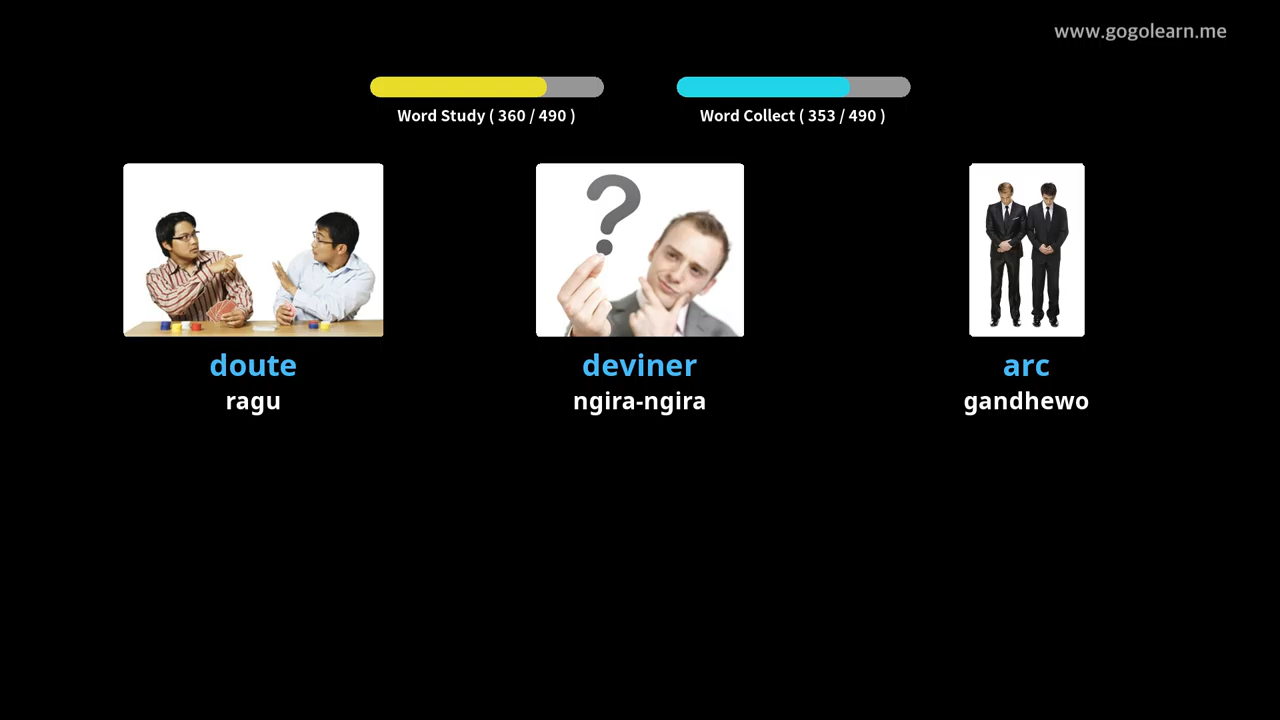 www.gogolearn.me
Word Study ( 360 / 490 )
Word Collect ( 353 / 490 )
doute
ragu
deviner
ngira-ngira
arc
gandhewo